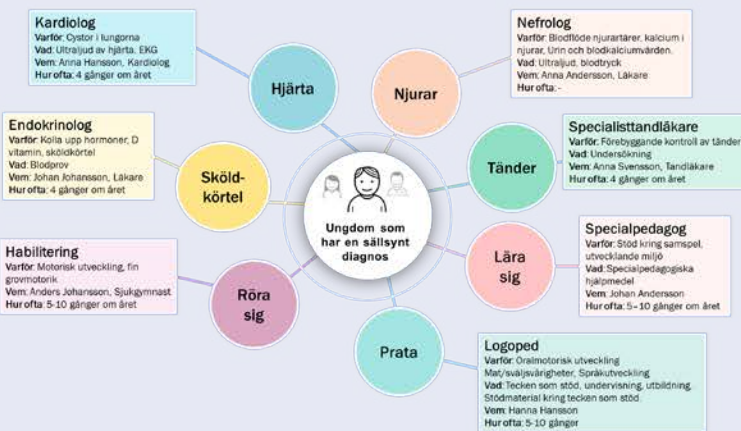 Kardiolog
Varför: Cystor i lungorna
Vad: Ultraljud av hjärta, EKG
Vem: Anna Hansson, Kardiolog
Hur ofta: 4 gånger om året
Hjärta
Njurar
Nefrolog
Varför: Blodflöde njurartärer, kalcium i
njurar, Urin och blodkalciumvärden.
Vad: Ultraljud, blodtryck
Vem: Anna Andersson, Läkare
Hur ofta: -
Endokrinolog
Varför: Kolla upp hormoner, D
vitamin, sköldkörtel
Vad: Blodprov
Vem: Johan Johansson, Läkare
Hur ofta: 4 gånger om året
Sköld-
körtel
Ungdom som
har en sällsynt
diagnos
Tänder
Specialisttandläkare
Varför: Förebyggande kontroll av tänder
Vad: Undersökning
Vem: Anna Svensson, Tandläkare
Hur ofta: 4 gånger om året
Habilitering
Varför: Motorisk utveckling, fin
grovmotorik
Vem: Anders Johansson, Sjukgymnast
Hur ofta: 5-10 gånger om året
Röra
sig
Lära
sig
Specialpedagog
Varför: Stöd kring samspel,
utvecklande miljö
Vad: Specialpedagogiska
hjälpmedel
Vem: Johan Andersson
Hur ofta: 5–10 gånger om året
Prata
Logoped
Varför: Oralmotorisk utveckling
Mat/sväljsvårigheter, Språkutveckling
Vad: Tecken som stöd, undervisning, utbildning.
Stödmaterial kring tecken som stöd.
Vem: Hanna Hansson
Hur ofta: 5-10 gånger